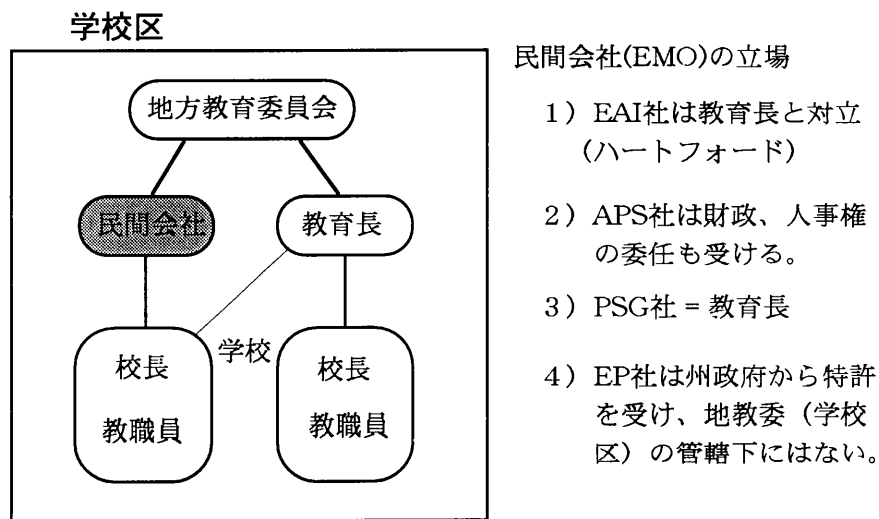 学校区
地方教育委員会
民間会社
教育長
学校
校長
教職員
校長
教職員
民間会社(EMO)の立場
1）EAI社は教育長と対立
（ハートフォード）
2）APS社は財政、人事権
の委任も受ける。
3）PSG社 = 教育長
4）EP社は州政府から特許
を受け、地教委（学校
区）の管轄下にはない。